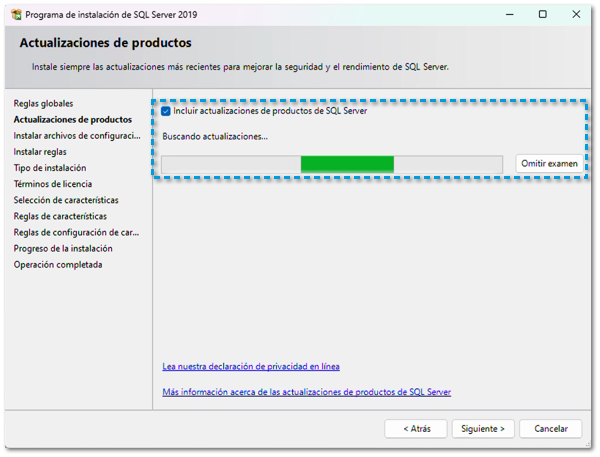 Programa de instalación de SQL Server 2019
Actualizaciones de productos
Instale siempre las actualizaciones más recientes para mejorar la seguridad y el rendimiento de SQL Server.
Reglas globales
Actualizaciones de productos
Instalar archivos de configuraci...
Instalar reglas
Tipo de instalación
Términos de licencia
Selección de características
Reglas de características
Reglas de configuración de car...
Progreso de la instalación
Operación completada
Incluir actualizaciones de productos de SQL Server
Buscando actualizaciones...
Omitir examen
Lea nuestra declaración de privacidad en línea
Más información acerca de las actualizaciones de productos de SQL Server
< Atrás
Siguiente >
Cancelar